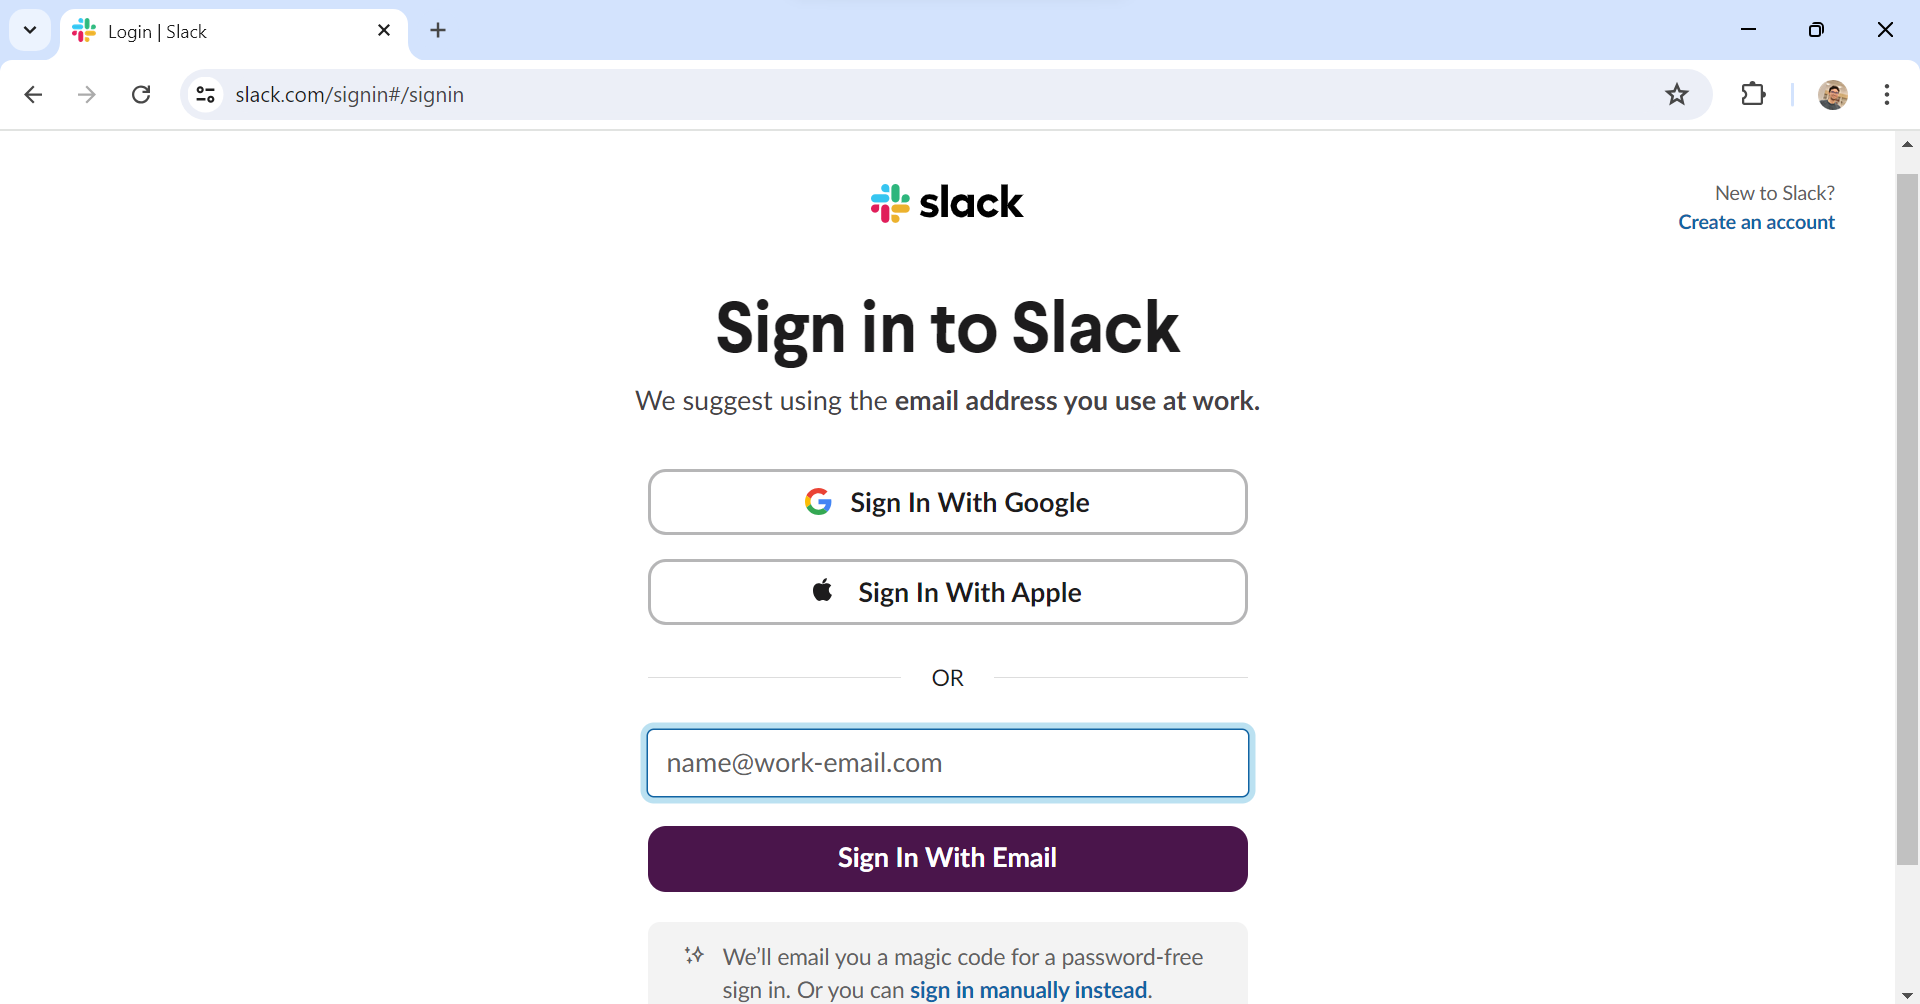 Login | Slack
slack.com/signin#/signin
slack
New to Slack?
Create an account
Sign in to Slack
We suggest using the email address you use at work.
Sign In With Google
Sign In With Apple
OR
name@work-email.com
Sign In With Email
We’ll email you a magic code for a password-free
sign in. Or you can sign in manually instead.